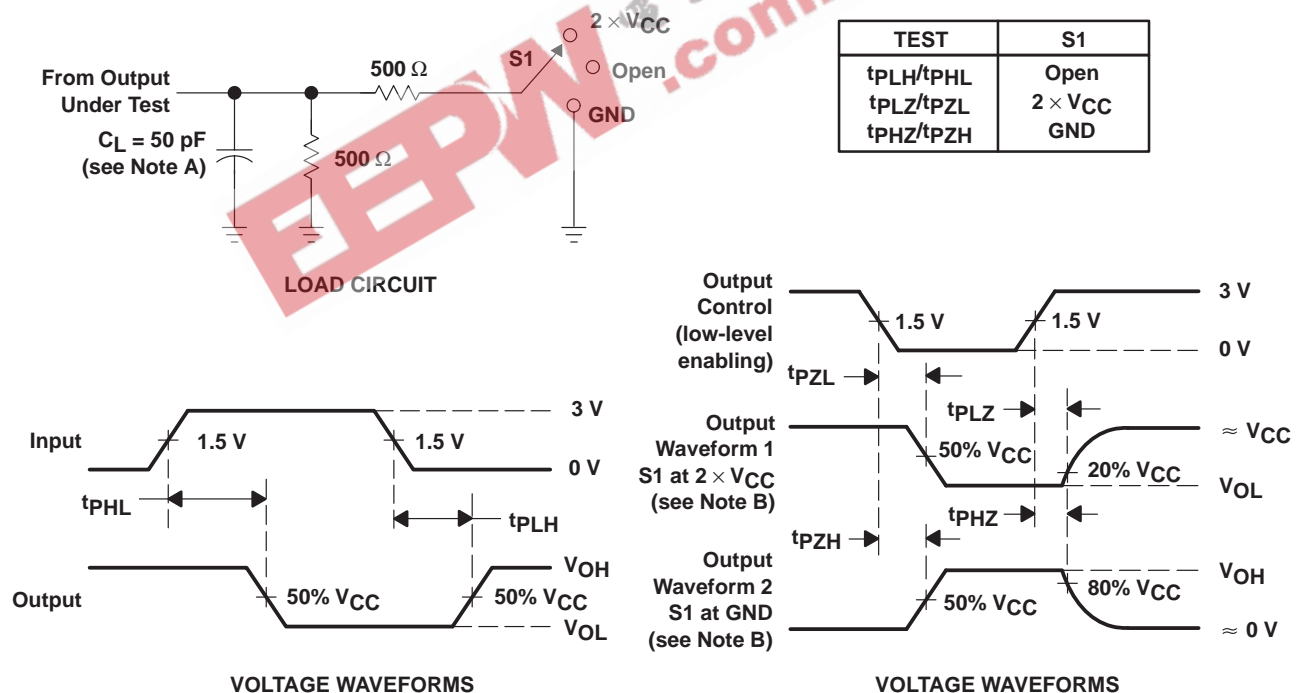 2 × VCC
S1
Open
GND
500 Ω
From Output
Under Test
CL = 50 pF
(see Note A)
500 Ω
LOAD CIRCUIT
EEPW
.com
TEST S1
tPLH/tPHL Open
tPLZ/tPZL 2 × VCC
tPHZ/tPZH GND
Input
1.5 V
1.5 V
3 V
0 V
tPHL
tPLH
Output
50% VCC
50% VCC
VOH
VOL
VOLTAGE WAVEFORMS
Output
Control
(low-level
enabling)
1.5 V
1.5 V
3 V
0 V
tPZL
tPLZ
Output
Waveform 1
S1 at 2 × VCC
(see Note B)
50% VCC
20% VCC
≈ VCC
VOL
tPZH
tPHZ
Output
Waveform 2
S1 at GND
(see Note B)
50% VCC
80% VCC
VOH
≈ 0 V
VOLTAGE WAVEFORMS